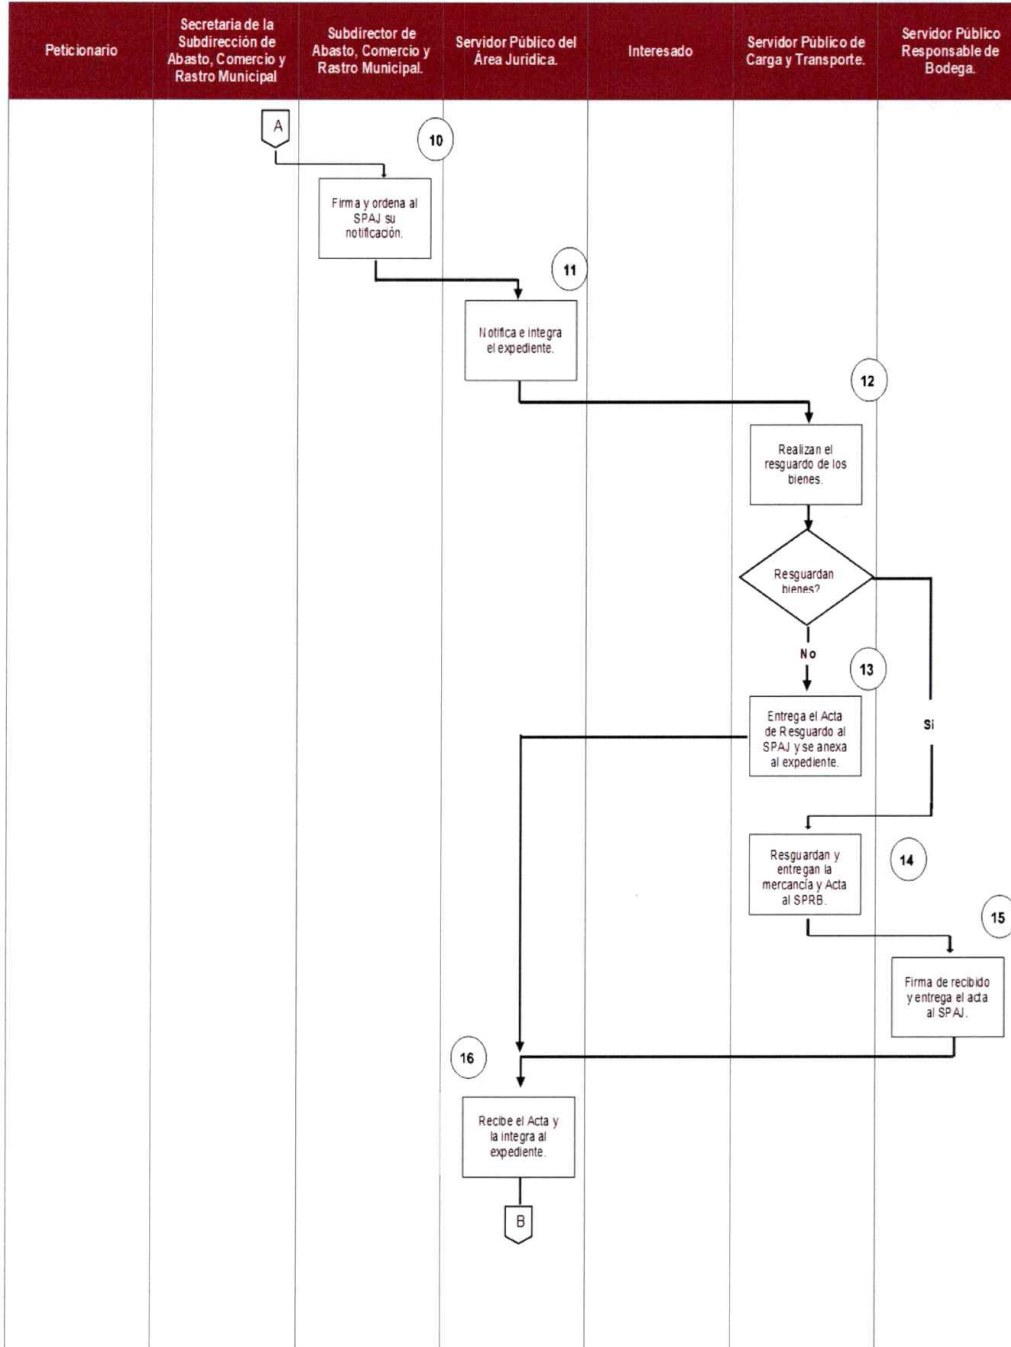 Peticionario
Secretaria de la
Subdirección de
Abasto, Comercio y
Rastro Municipal
Subdirector de
Abasto, Comercio y
Rastro Municipal.
Servidor Público del
Área Jurídica.
Interesado
Servidor Público de
Carga y Transporte.
Servidor Público
Responsable de
Bodega.
A
10
Firma y ordena al
SPAJ su
notificación.
11
Notifica e integra
el expediente.
12
Realizan el
resguardo de los
bienes.
Resguardan
bienes?
No
13
Entrega el Acta
de Resguardo al
SPAJ y se anexa
al expediente.
Si
Resguardan y
entregan la
mercancía y Acta
al SPRB.
14
15
Firma de recibido
y entrega el acta
al SPAJ.
16
Recibe el Acta y
la integra al
expediente.
B